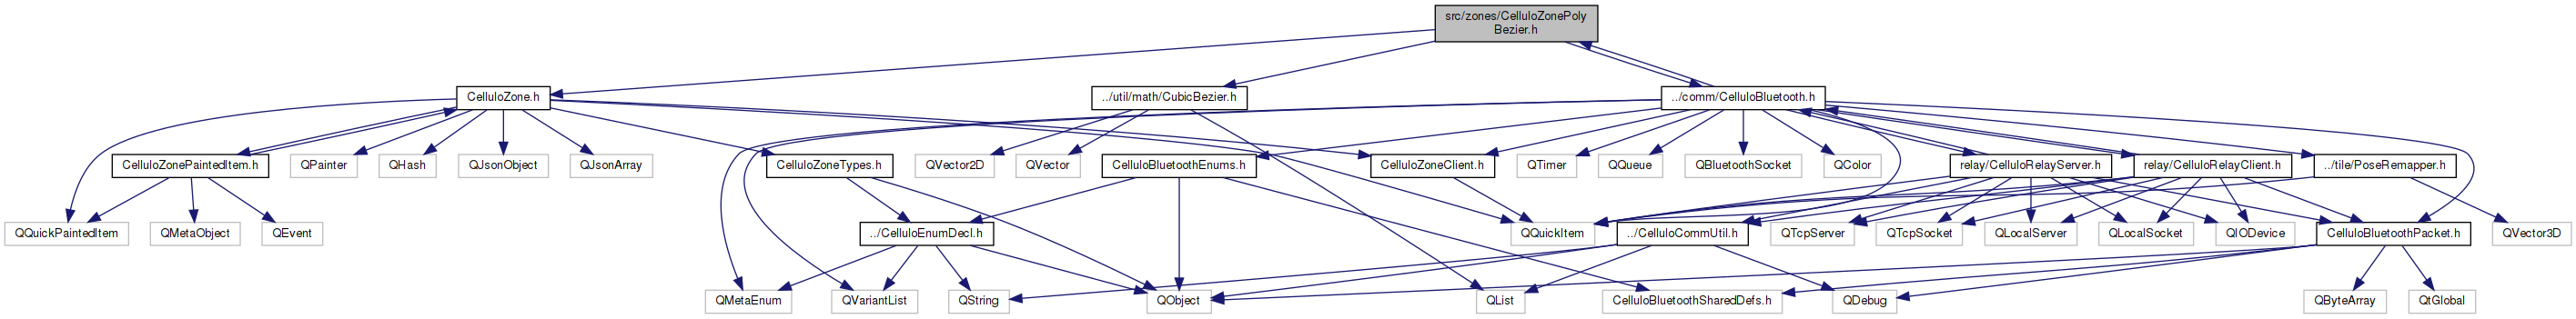 src/zones/CelluloZonePoly
Bezier.h
CelluloZone.h
../util/math/CubicBezier.h
../comm/CelluloBluetooth.h
CelluloZonePaintedItem.h
QPainter
QHash
QJsonObject
QJsonArray
CelluloZoneTypes.h
QVector2D
QVector
CelluloBluetoothEnums.h
CelluloZoneClient.h
QTimer
QQueue
QBluetoothSocket
QColor
relay/CelluloRelayServer.h
relay/CelluloRelayClient.h
../tile/PoseRemapper.h
QQuickPaintedItem
QMetaObject
QEvent
../CelluloEnumDecl.h
QQuickItem
../CelluloCommUtil.h
QTcpServer
QTcpSocket
QLocalServer
QLocalSocket
QIODevice
CelluloBluetoothPacket.h
QVector3D
QMetaEnum
QVariantList
QString
QObject
QList
CelluloBluetoothSharedDefs.h
QDebug
QByteArray
QtGlobal